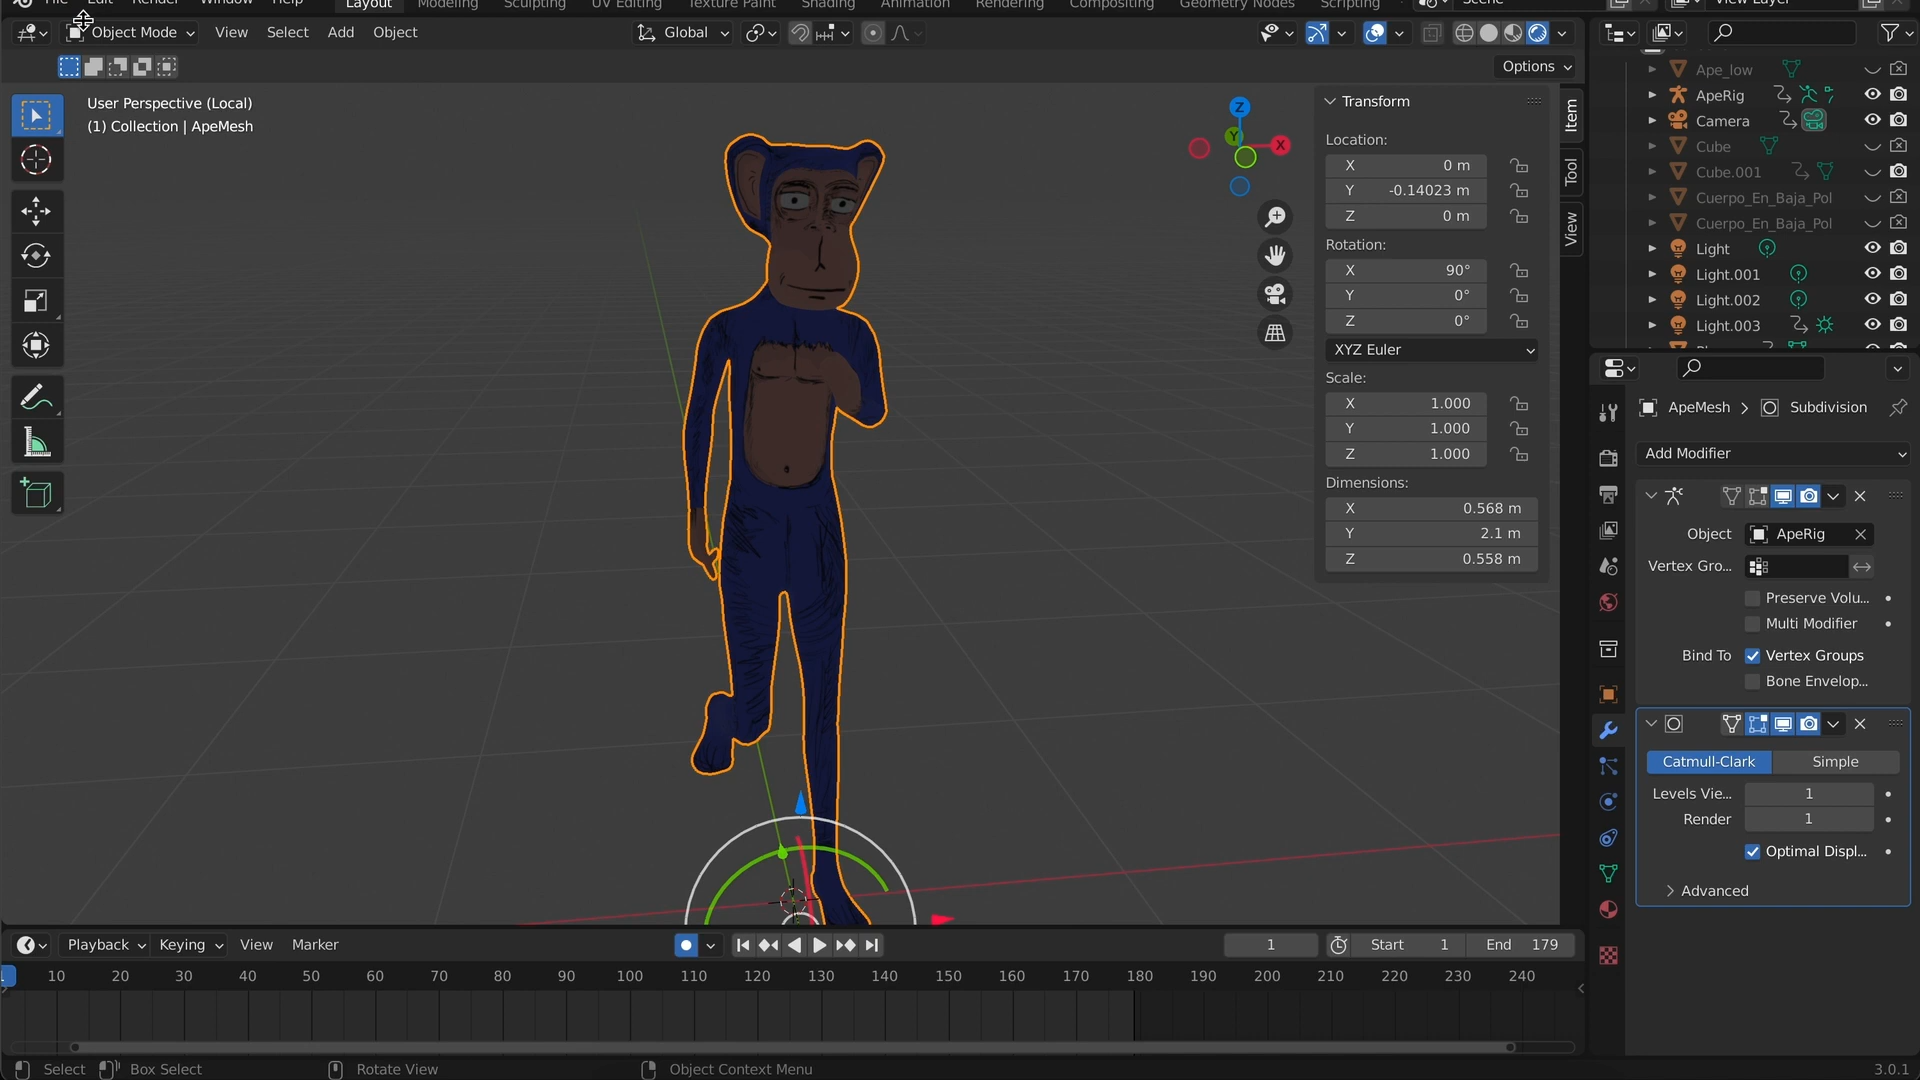 File Edit Render Window Help Layout Modeling Sculpting UV Editing Texture Paint Shading Animation Rendering Compositing Geometry Nodes Scripting Scene View Layer
Object Mode View Select Add Object Global
Options
User Perspective (Local)
(1) Collection | ApeMesh
Z
Y
X
Transform
Location:
X 0 m
Y -0.14023 m
Z 0 m
Rotation:
X 90°
Y 0°
Z 0°
XYZ Euler
Scale:
X 1.000
Y 1.000
Z 1.000
Dimensions:
X 0.568 m
Y 2.1 m
Z 0.558 m
Item
Tool
View
Ape_low
ApeRig
Camera
Cube
Cube.001
Cuerpo_En_Baja_Pol
Cuerpo_En_Baja_Pol
Light
Light.001
Light.002
Light.003
ApeMesh > Subdivision
Add Modifier
Object ApeRig
Vertex Gro...
Preserve Volu...
Multi Modifier
Bind To Vertex Groups
Bone Envelop...
Catmull-Clark Simple
Levels Vie... 1
Render 1
Optimal Displ...
Advanced
Playback Keying View Marker 1 Start 1 End 179
1 10 20 30 40 50 60 70 80 90 100 110 120 130 140 150 160 170 180 190 200 210 220 230 240
Select Box Select Rotate View Object Context Menu 3.0.1